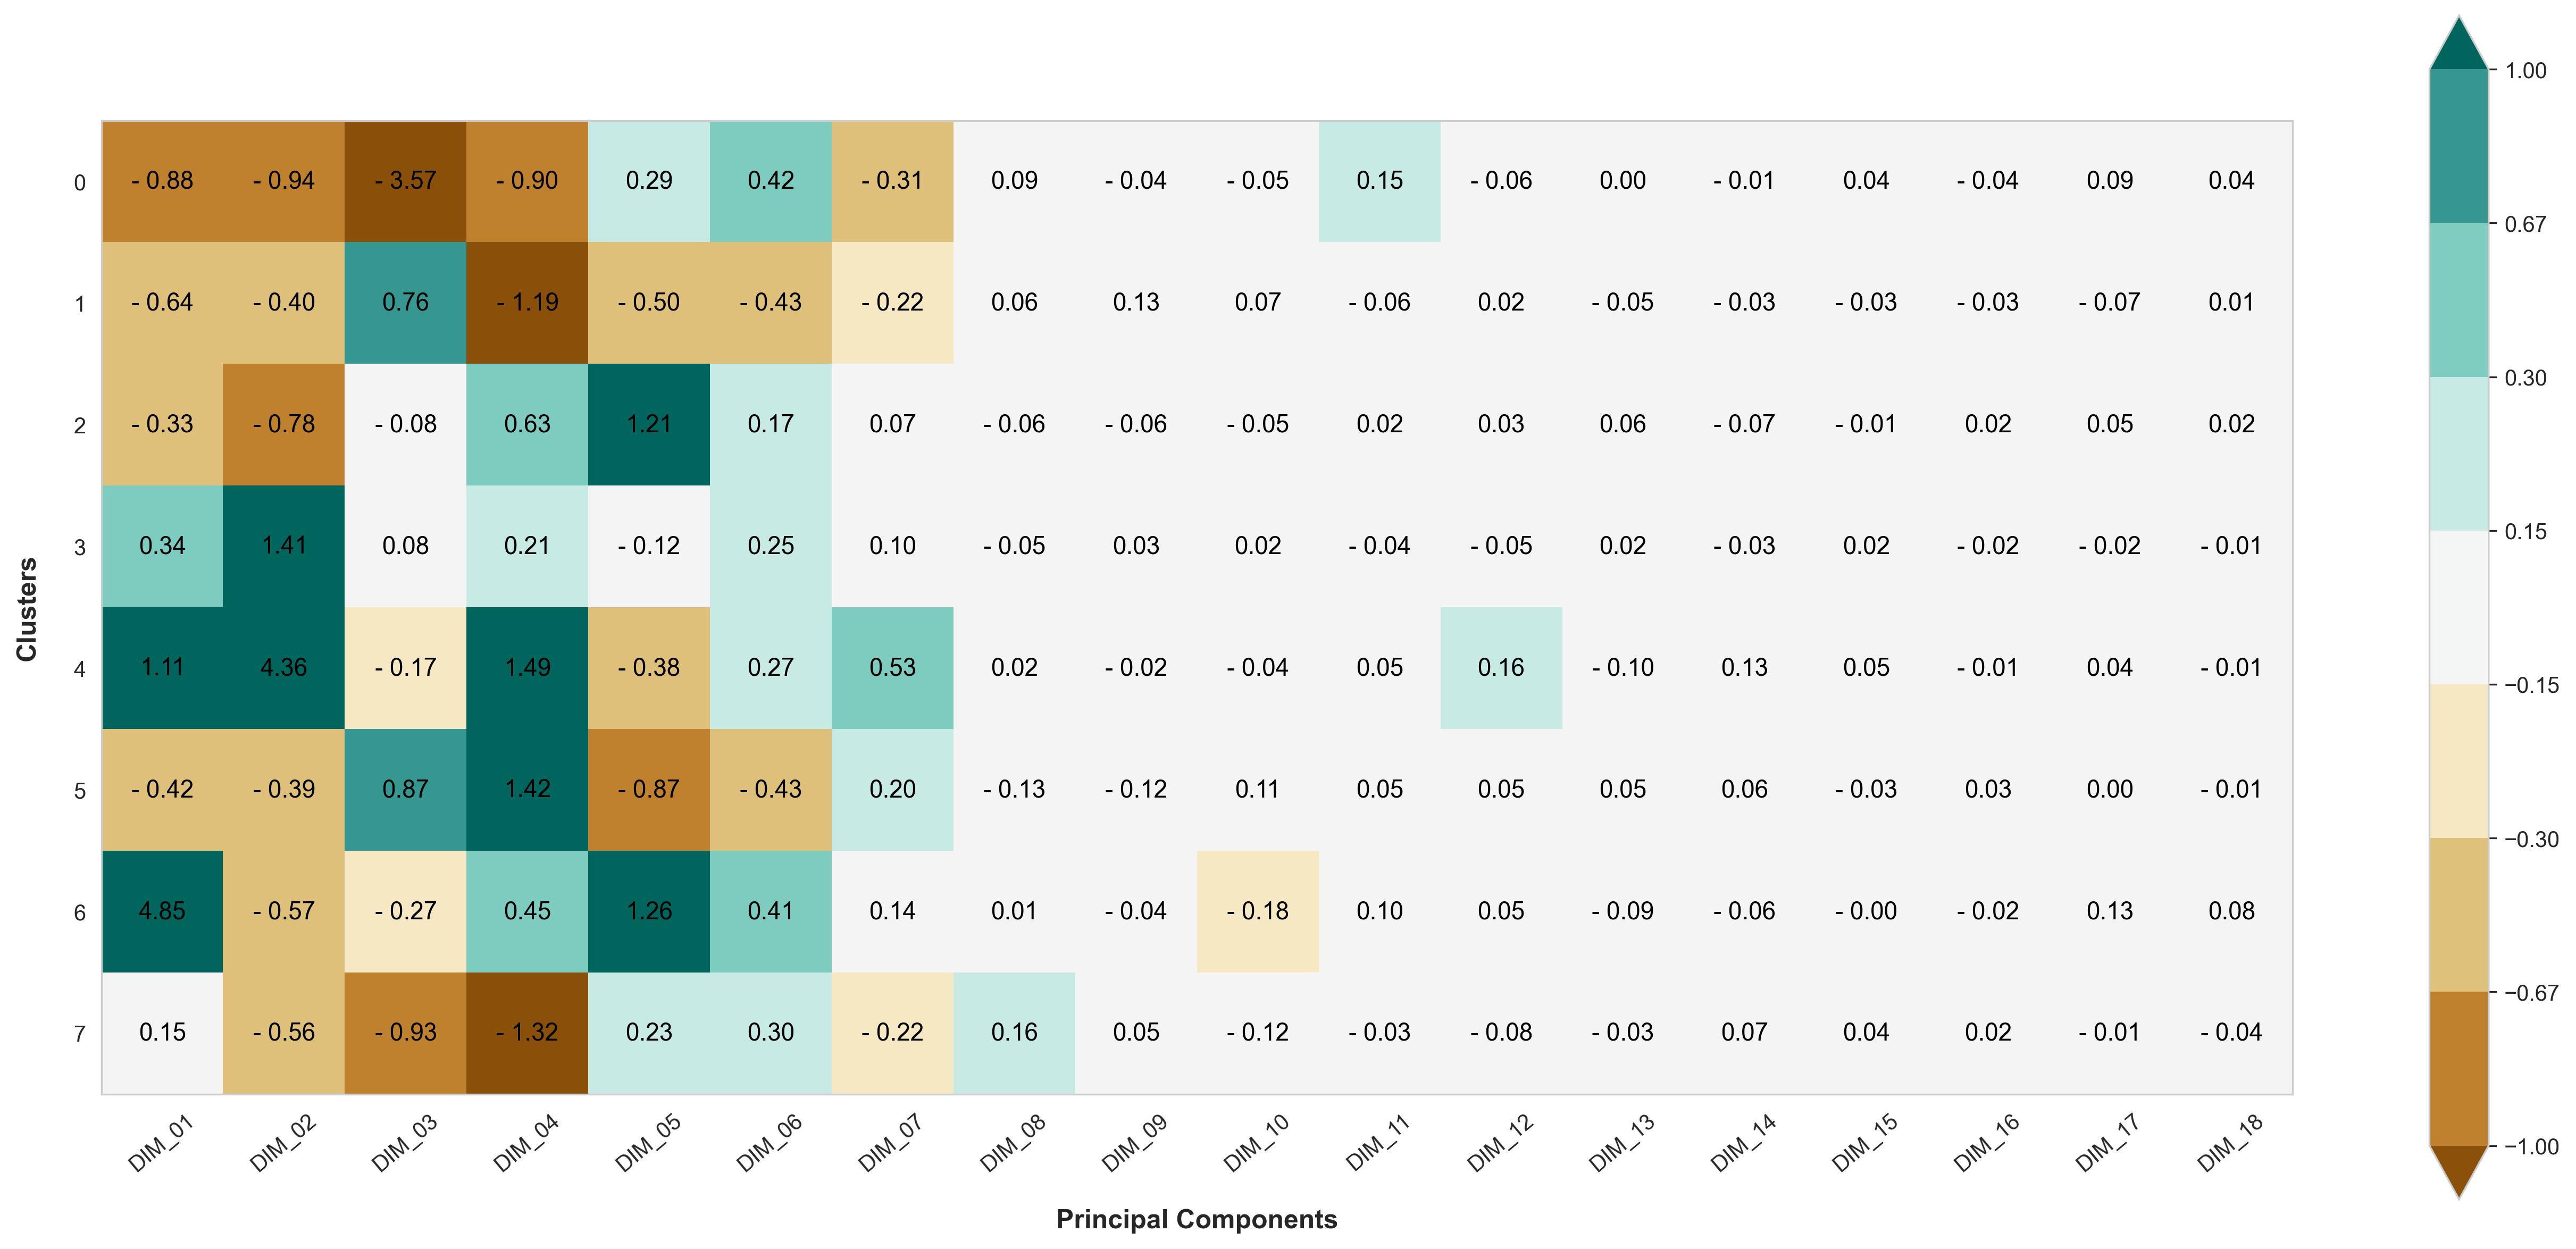 1.00
0.67
0.30
0.15
−0.15
−0.30
−0.67
−1.00
Clusters
0 - 0.88 - 0.94 - 3.57 - 0.90 0.29 0.42 - 0.31 0.09 - 0.04 - 0.05 0.15 - 0.06 0.00 - 0.01 0.04 - 0.04 0.09 0.04
1 - 0.64 - 0.40 0.76 - 1.19 - 0.50 - 0.43 - 0.22 0.06 0.13 0.07 - 0.06 0.02 - 0.05 - 0.03 - 0.03 - 0.03 - 0.07 0.01
2 - 0.33 - 0.78 - 0.08 0.63 1.21 0.17 0.07 - 0.06 - 0.06 - 0.05 0.02 0.03 0.06 - 0.07 - 0.01 0.02 0.05 0.02
3 0.34 1.41 0.08 0.21 - 0.12 0.25 0.10 - 0.05 0.03 0.02 - 0.04 - 0.05 0.02 - 0.03 0.02 - 0.02 - 0.02 - 0.01
4 1.11 4.36 - 0.17 1.49 - 0.38 0.27 0.53 0.02 - 0.02 - 0.04 0.05 0.16 - 0.10 0.13 0.05 - 0.01 0.04 - 0.01
5 - 0.42 - 0.39 0.87 1.42 - 0.87 - 0.43 0.20 - 0.13 - 0.12 0.11 0.05 0.05 0.05 0.06 - 0.03 0.03 0.00 - 0.01
6 4.85 - 0.57 - 0.27 0.45 1.26 0.41 0.14 0.01 - 0.04 - 0.18 0.10 0.05 - 0.09 - 0.06 - 0.00 - 0.02 0.13 0.08
7 0.15 - 0.56 - 0.93 - 1.32 0.23 0.30 - 0.22 0.16 0.05 - 0.12 - 0.03 - 0.08 - 0.03 0.07 0.04 0.02 - 0.01 - 0.04
DIM_01 DIM_02 DIM_03 DIM_04 DIM_05 DIM_06 DIM_07 DIM_08 DIM_09 DIM_10 DIM_11 DIM_12 DIM_13 DIM_14 DIM_15 DIM_16 DIM_17 DIM_18
Principal Components